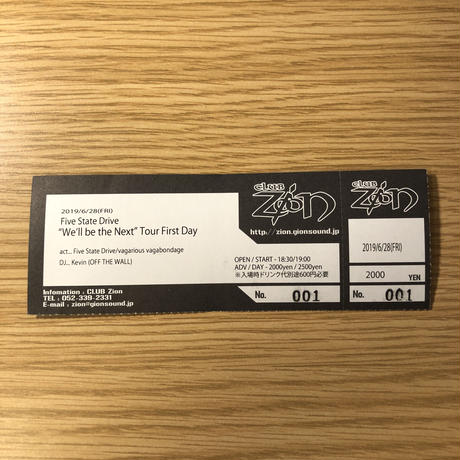 2019/6/28(FRI)
Five State Drive
"We'll be the Next" Tour First Day
act... Five State Drive/vagarious vagabondage
DJ... Kevin (OFF THE WALL)
Infomation : CLUB Zion
TEL : 052-339-2331
E-mail : zion@gionsound.jp
CLUB
Zion
http://zion.gionsound.jp
OPEN / START - 18:30/19:00
ADV / DAY - 2000yen / 2500yen
※入場時ドリンク代別途600円必要
No. 001
CLUB
Zion
2019/6/28(FRI)
2000 YEN
No. 001